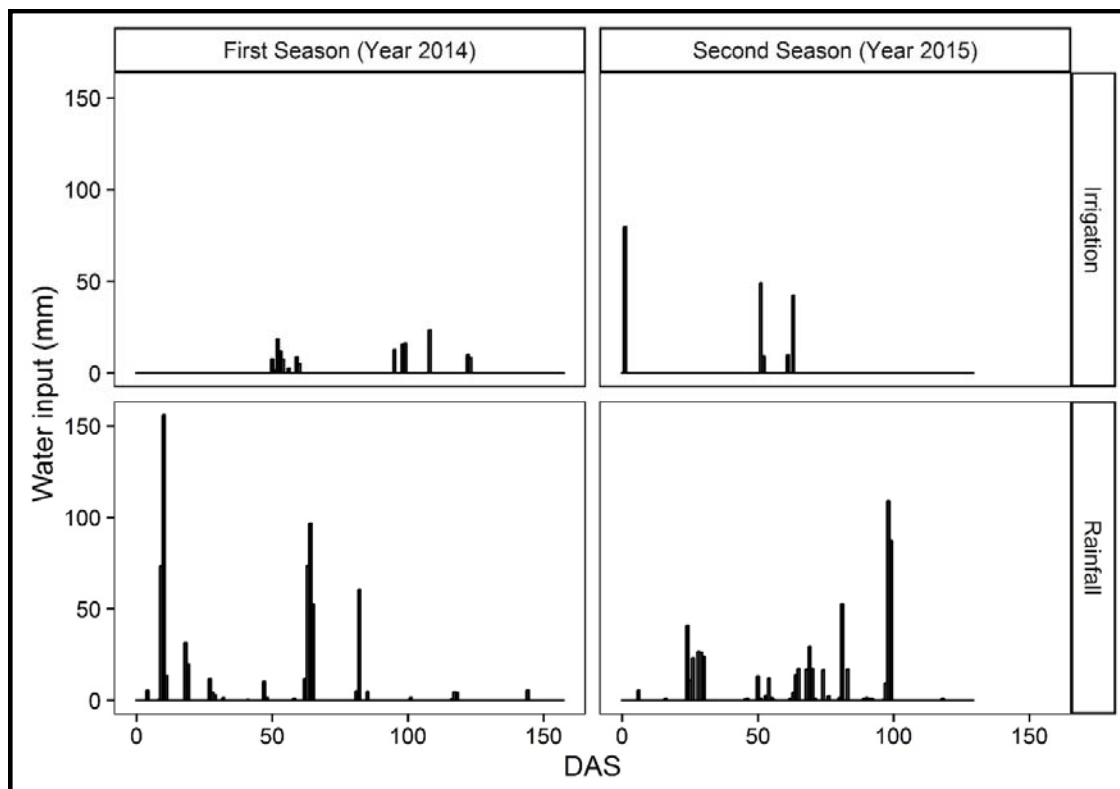 First Season (Year 2014)
Second Season (Year 2015)
150
100
50
0
Irrigation
Water input (mm)
150
100
50
0
Rainfall
0 50 100 150
0 50 100 150
DAS